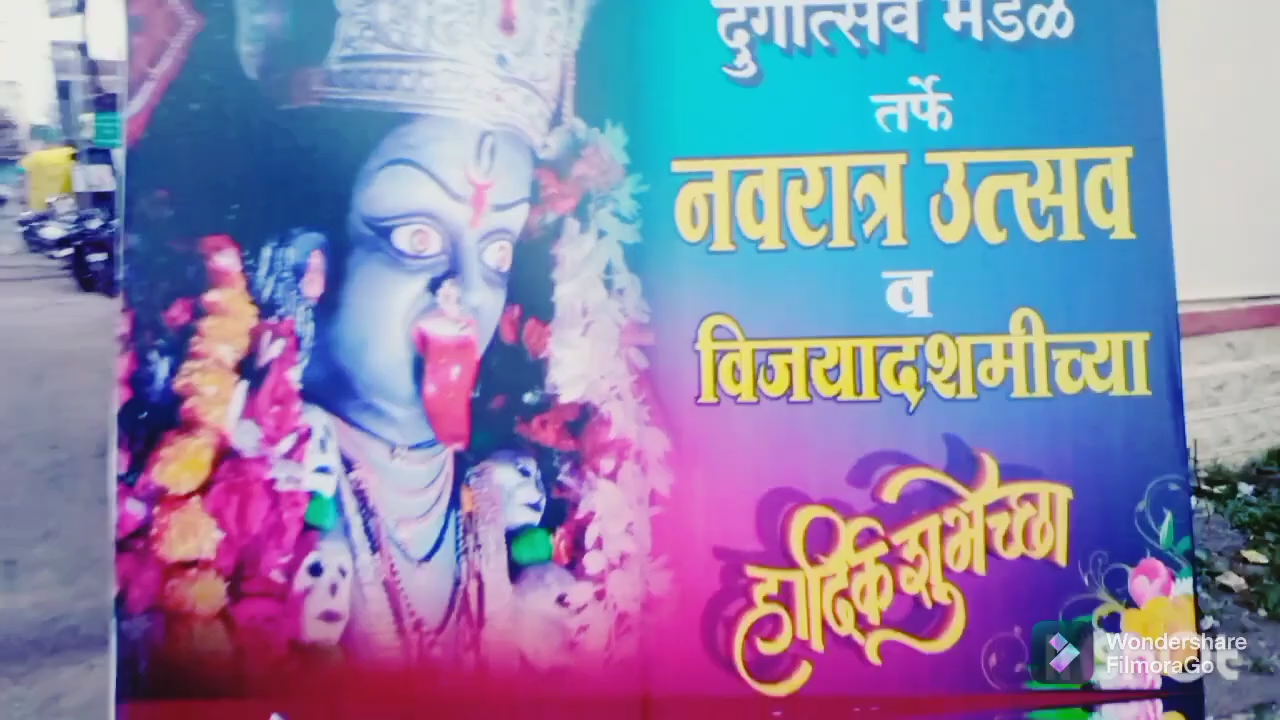 दुर्गोत्सव मंडळ
तर्फे
नवरात्र उत्सव
व
विजयादशमीच्या
हार्दिक शुभेच्छा
Wondershare
FilmoraGo